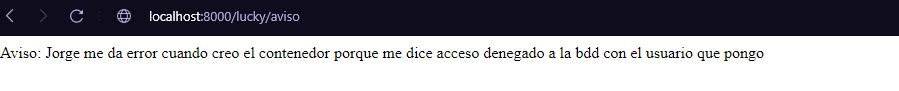 localhost:8000/lucky/aviso
Aviso: Jorge me da error cuando creo el contenedor porque me dice acceso denegado a la bdd con el usuario que pongo